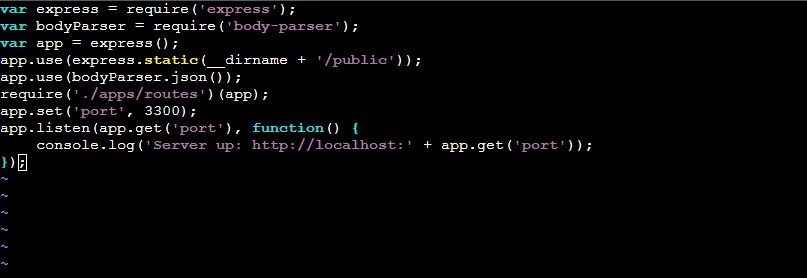 var express = require('express');
var bodyParser = require('body-parser');
var app = express();
app.use(express.static(__dirname + '/public'));
app.use(bodyParser.json());
require('./apps/routes')(app);
app.set('port', 3300);
app.listen(app.get('port'), function() {
    console.log('Server up: http://localhost:' + app.get('port'));
});
~
~
~
~
~
~